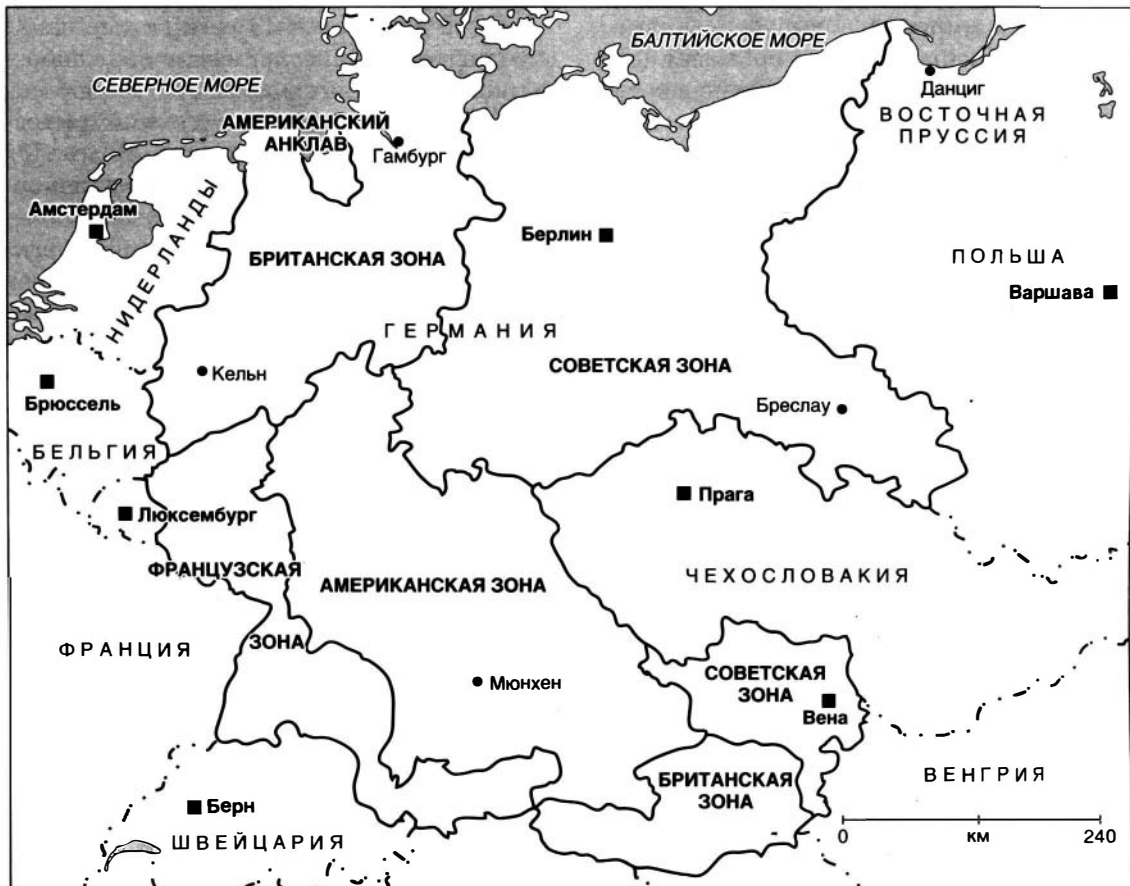 БАЛТИЙСКОЕ МОРЕ
СЕВЕРНОЕ МОРЕ
Данциг
ВОСТОЧНАЯ
ПРУССИЯ
АМЕРИКАНСКИЙ
АНКЛАВ
Гамбург
Амстердам
НИДЕРЛАНДЫ
Берлин
БРИТАНСКАЯ ЗОНА
ПОЛЬША
Варшава
ГЕРМАНИЯ
СОВЕТСКАЯ ЗОНА
Кельн
Брюссель
Бреслау
БЕЛЬГИЯ
Прага
Люксембург
ФРАНЦУЗСКАЯ
ЗОНА
АМЕРИКАНСКАЯ ЗОНА
ЧЕХОСЛОВАКИЯ
ФРАНЦИЯ
Мюнхен
СОВЕТСКАЯ
ЗОНА
Вена
БРИТАНСКАЯ
ЗОНА
ВЕНГРИЯ
Берн
ШВЕЙЦАРИЯ
0 км 240